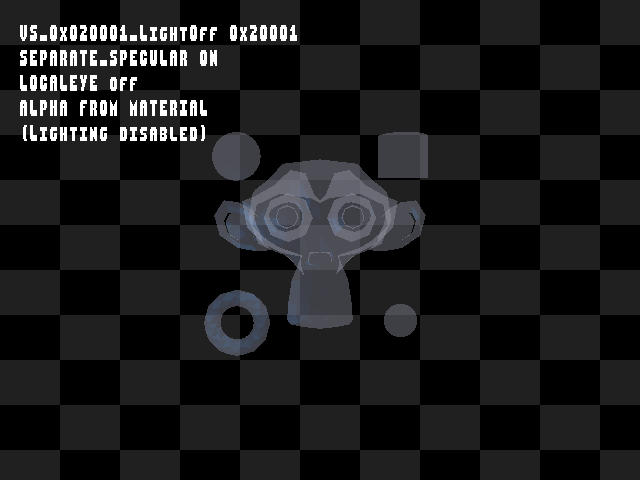 VS_0x020001_LightOff 0x20001
SEPARATE_SPECULAR ON
LOCALEYE Off
ALPHA FROM MATERIAL
(Lighting Disabled)